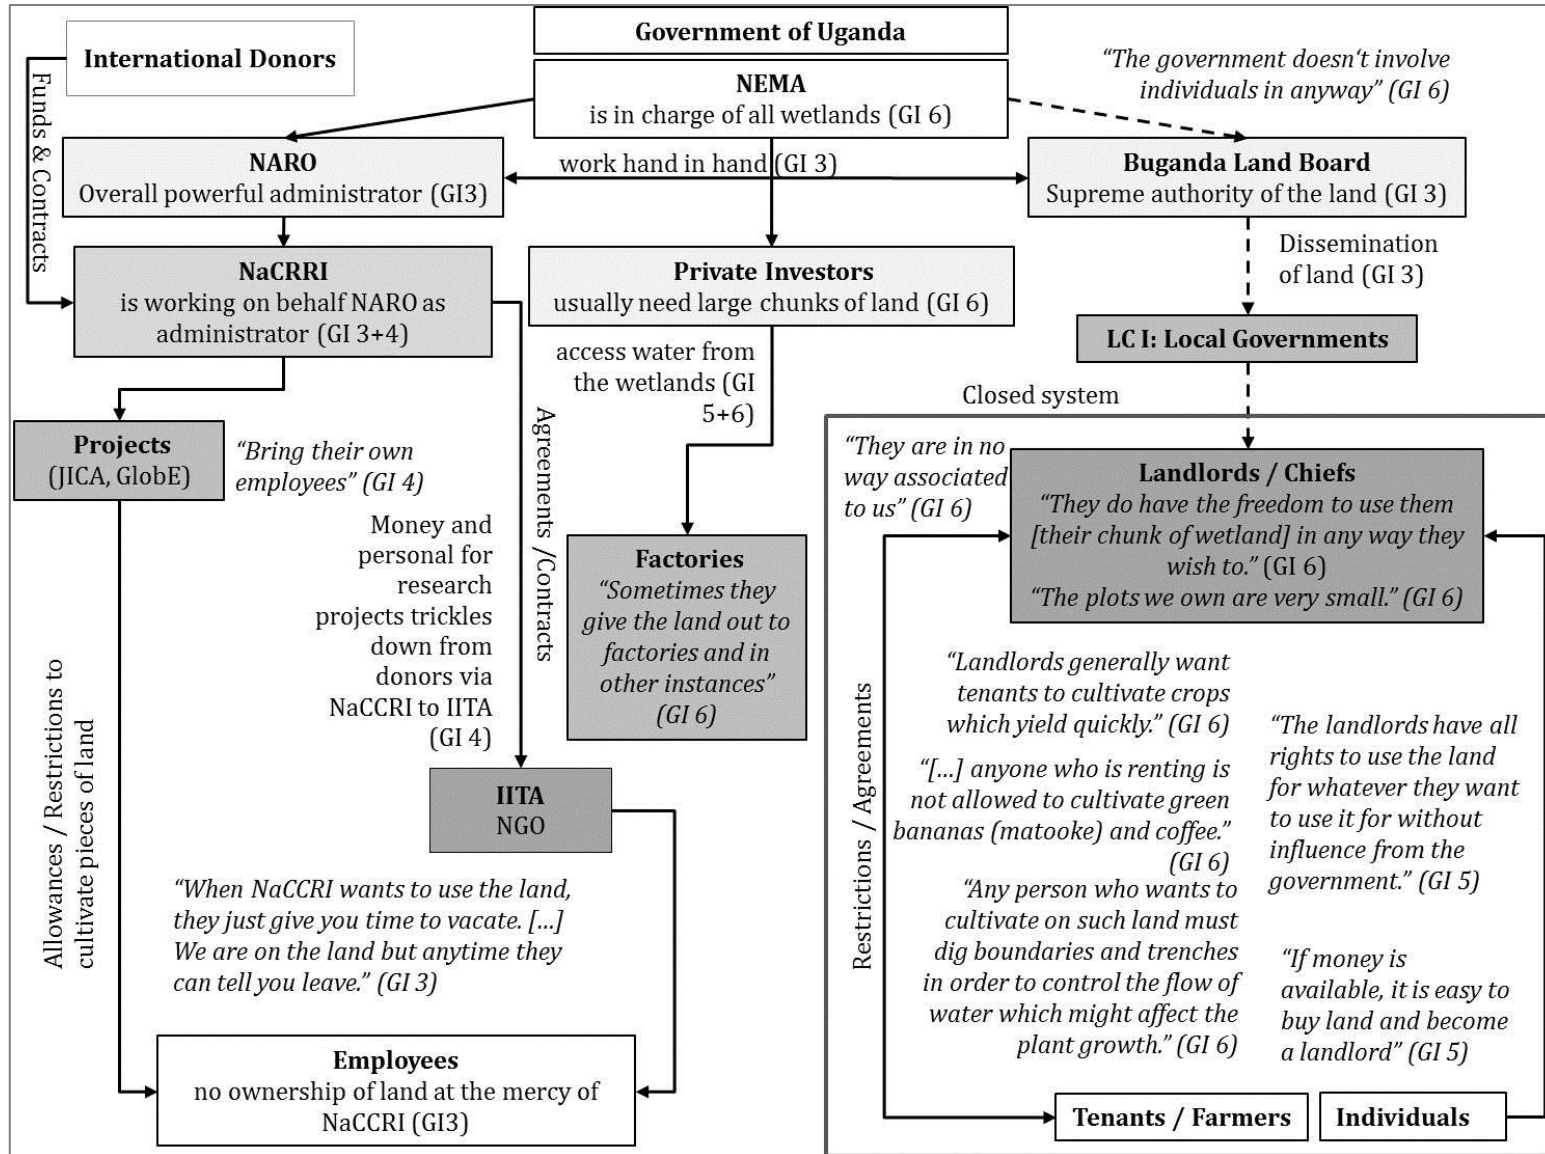 International Donors
Government of Uganda
NEMA
is in charge of all wetlands (GI 6)
“The government doesn‘t involve
individuals in anyway” (GI 6)
Funds & Contracts
NARO
Overall powerful administrator (GI3)
work hand in hand (GI 3)
Buganda Land Board
Supreme authority of the land (GI 3)
NaCRRI
is working on behalf NARO as
administrator (GI 3+4)
Private Investors
usually need large chunks of land (GI 6)
Dissemination
of land (GI 3)
LC I: Local Governments
access water from
the wetlands (GI
5+6)
Agreements /Contracts
Closed system
Projects
(JICA, GlobE)
“Bring their own
employees” (GI 4)
Money and
personal for
research
projects trickles
down from
donors via
NaCCRI to IITA
(GI 4)
Factories
“Sometimes they
give the land out to
factories and in
other instances”
(GI 6)
“They are in no
way associated
to us” (GI 6)
Landlords / Chiefs
“They do have the freedom to use them
[their chunk of wetland] in any way they
wish to.” (GI 6)
“The plots we own are very small.” (GI 6)
Allowances / Restrictions to
cultivate pieces of land
IITA
NGO
“When NaCCRI wants to use the land,
they just give you time to vacate. [...]
We are on the land but anytime they
can tell you leave.” (GI 3)
Employees
no ownership of land at the mercy of
NaCCRI (GI3)
Restrictions / Agreements
“Landlords generally want
tenants to cultivate crops
which yield quickly.” (GI 6)
“[...] anyone who is renting is
not allowed to cultivate green
bananas (matooke) and coffee.”
(GI 6)
“Any person who wants to
cultivate on such land must
dig boundaries and trenches
in order to control the flow of
water which might affect the
plant growth.” (GI 6)
“The landlords have all
rights to use the land
for whatever they want
to use it for without
influence from the
government.” (GI 5)
“If money is
available, it is easy to
buy land and become
a landlord” (GI 5)
Tenants / Farmers
Individuals